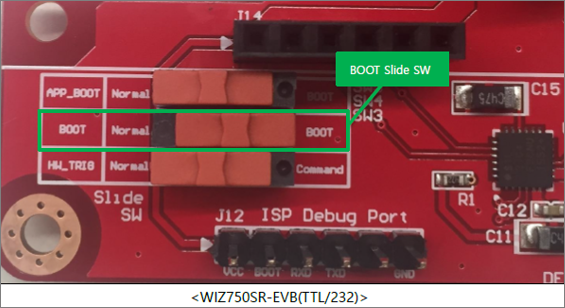 J14
BOOT Slide SW
APP_BOOT Normal BOOT
BOOT Normal BOOT
SW4
SW3
HW_TRIG Normal Command
C15
C475
R1
C12
C11
Slide
SW
J12 ISP Debug Port
VCC BOOT RXD TXD GND
<WIZ750SR-EVB(TTL/232)>